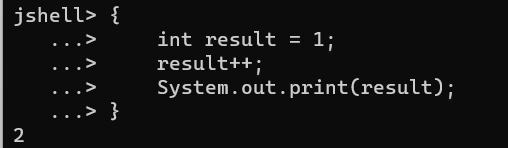 jshell> {
   ...>     int result = 1;
   ...>     result++;
   ...>     System.out.print(result);
   ...> }
2